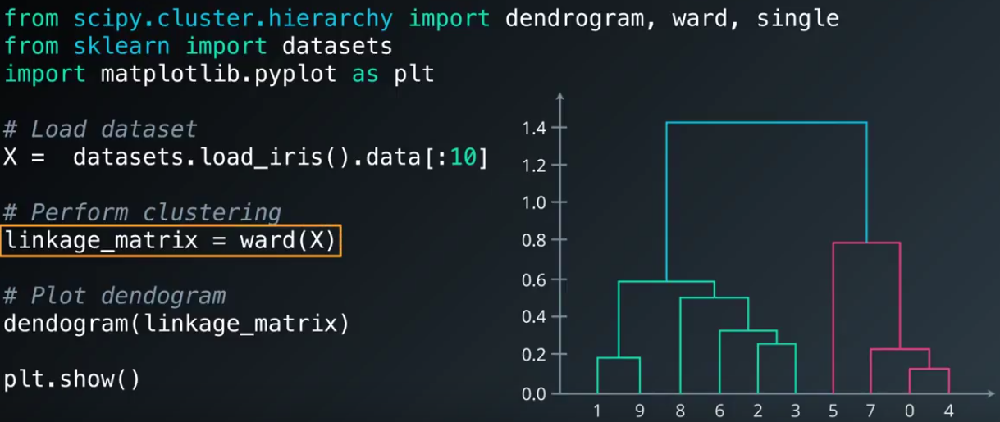 from scipy.cluster.hierarchy import dendrogram, ward, single
from sklearn import datasets
import matplotlib.pyplot as plt
# Load dataset
X =  datasets.load_iris().data[:10]
# Perform clustering
linkage_matrix = ward(X)
# Plot dendogram
dendogram(linkage_matrix)
plt.show()
1.4
1.2
1.0
0.8
0.6
0.4
0.2
0.0
1 9 8 6 2 3 5 7 0 4